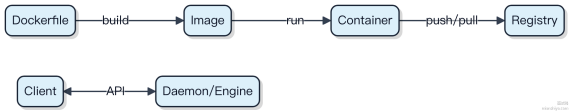 Dockerfile build Image run Container push/pull Registry
Client API Daemon/Engine